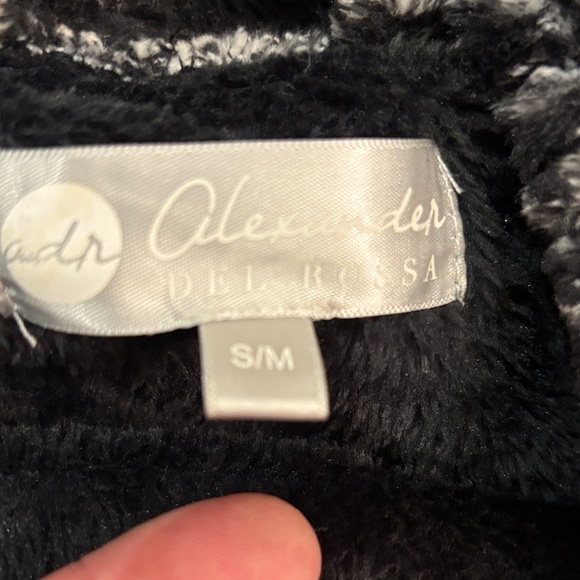 adr
Alexander
DEL ROSSA
S/M